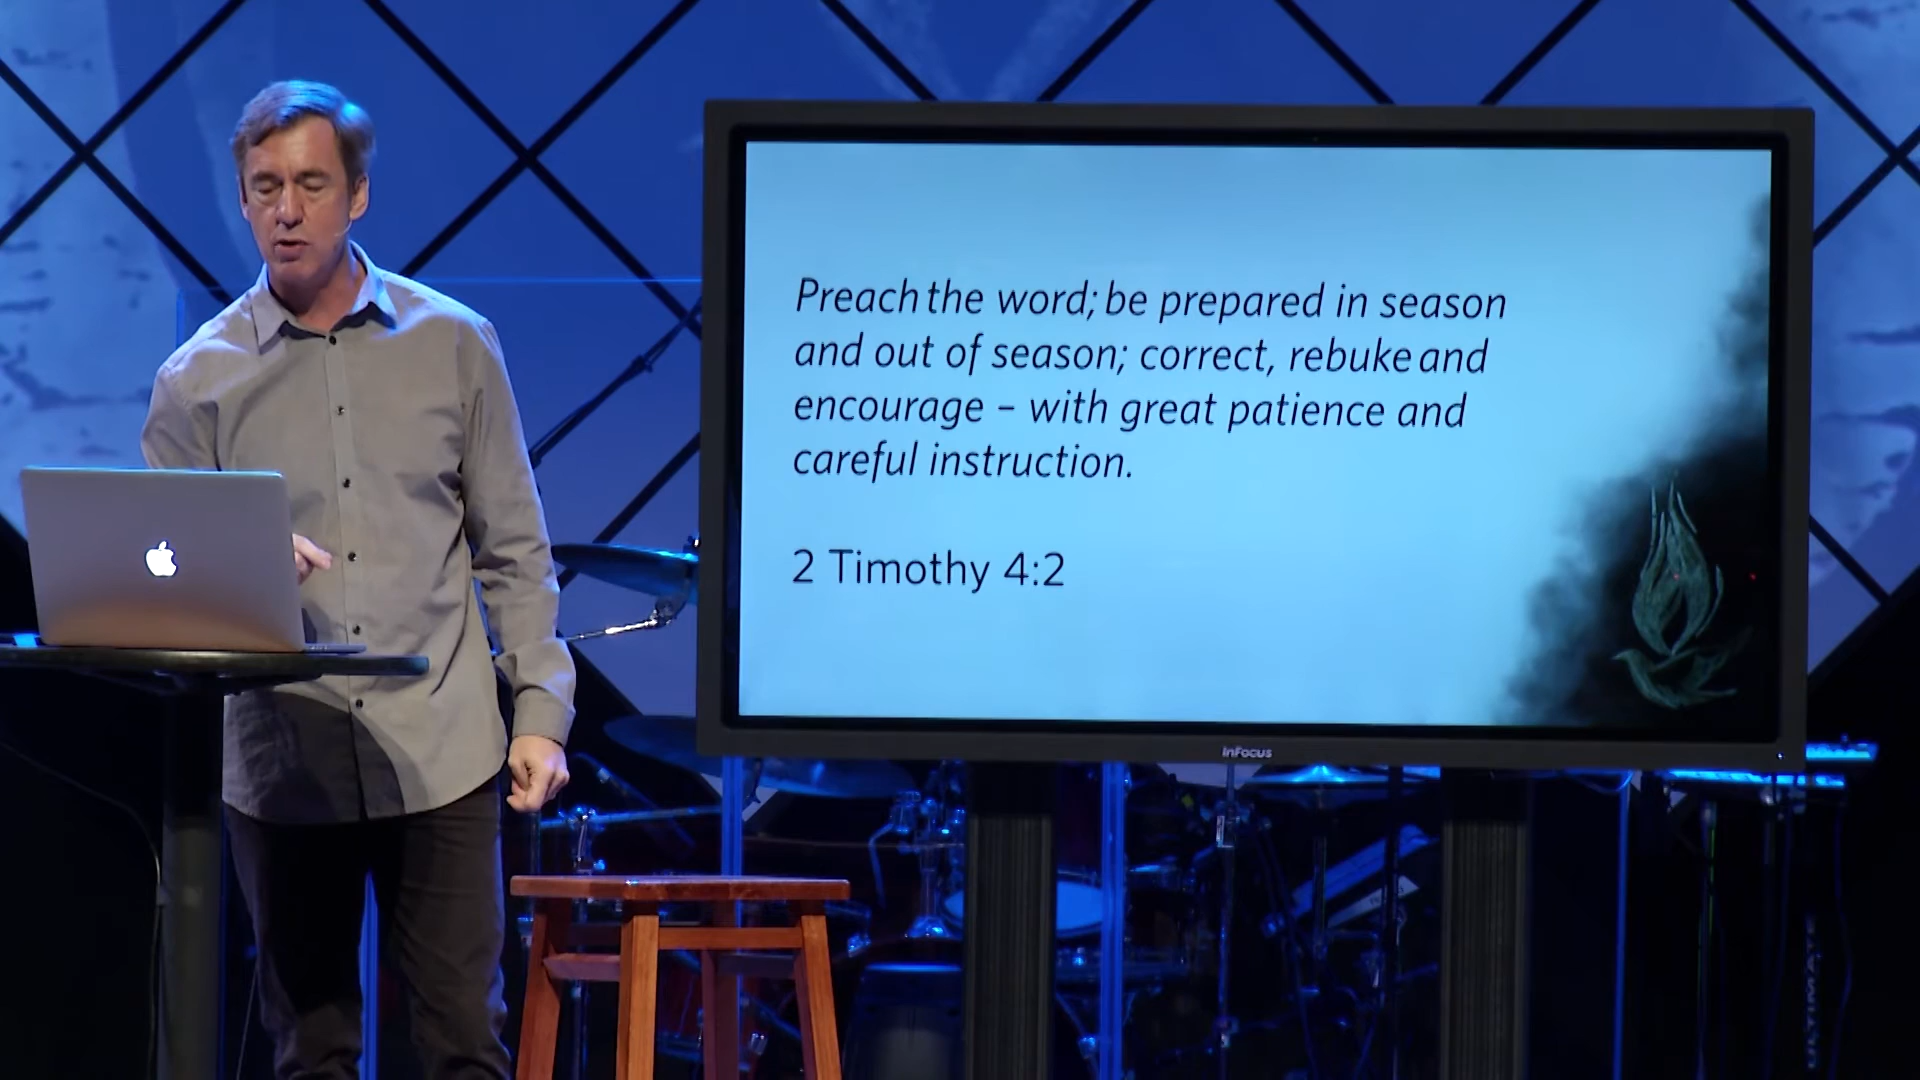 Preach the word; be prepared in season
and out of season; correct, rebuke and
encourage – with great patience and
careful instruction.
2 Timothy 4:2
InFocus
ULTIMATE